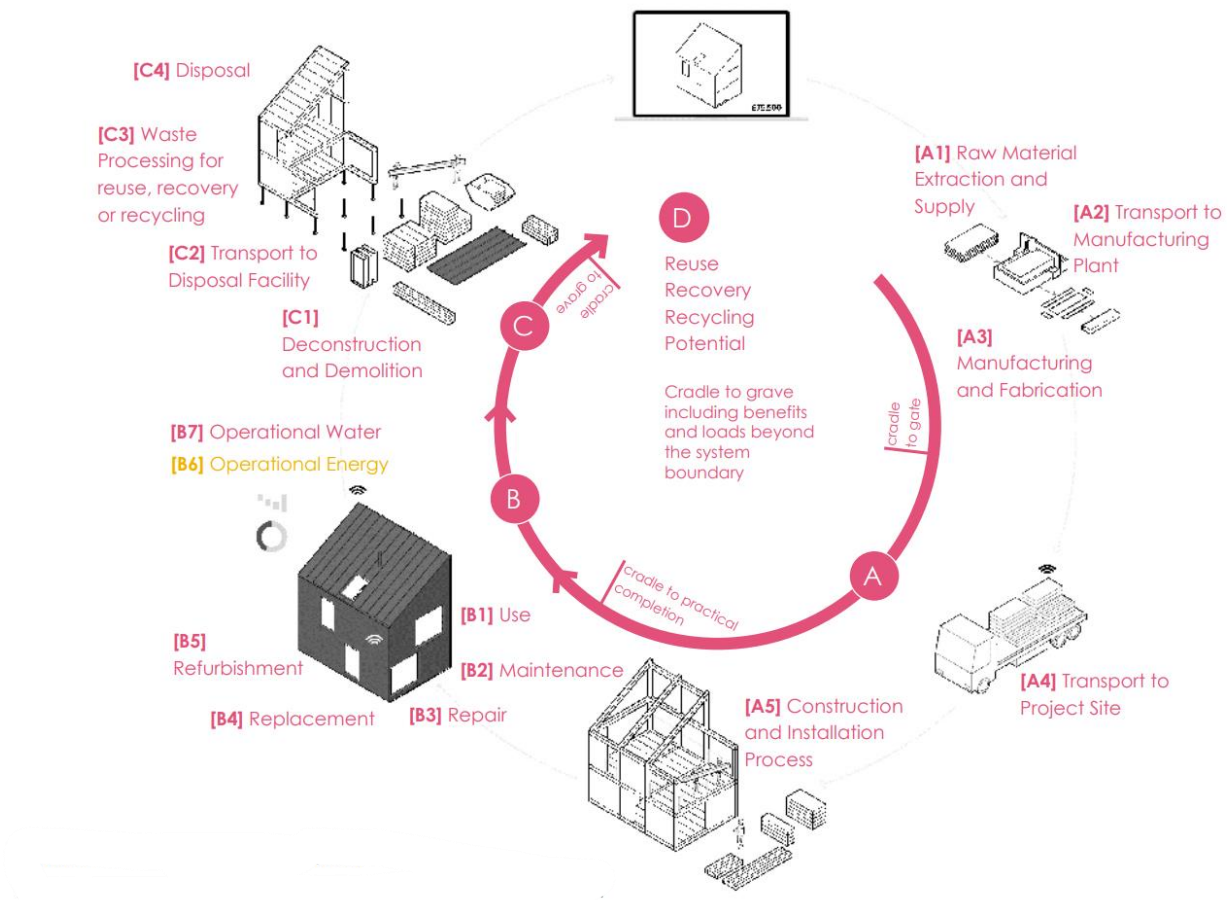 [C4] Disposal
[C3] Waste
Processing for
reuse, recovery
or recycling
[C2] Transport to
Disposal Facility
[C1]
Deconstruction
and Demolition
£75,500
[A1] Raw Material
Extraction and
Supply
[A2] Transport to
Manufacturing
Plant
[A3]
Manufacturing
and Fabrication
D
Reuse
Recovery
Recycling
Potential
Cradle to grave
including benefits
and loads beyond
the system
boundary
cradle
to grave
C
cradle
to gate
B
A
cradle to practical
completion
[B7] Operational Water
[B6] Operational Energy
[B1] Use
[B5]
Refurbishment
[B2] Maintenance
[B4] Replacement
[B3] Repair
[A4] Transport to
Project Site
[A5] Construction
and Installation
Process